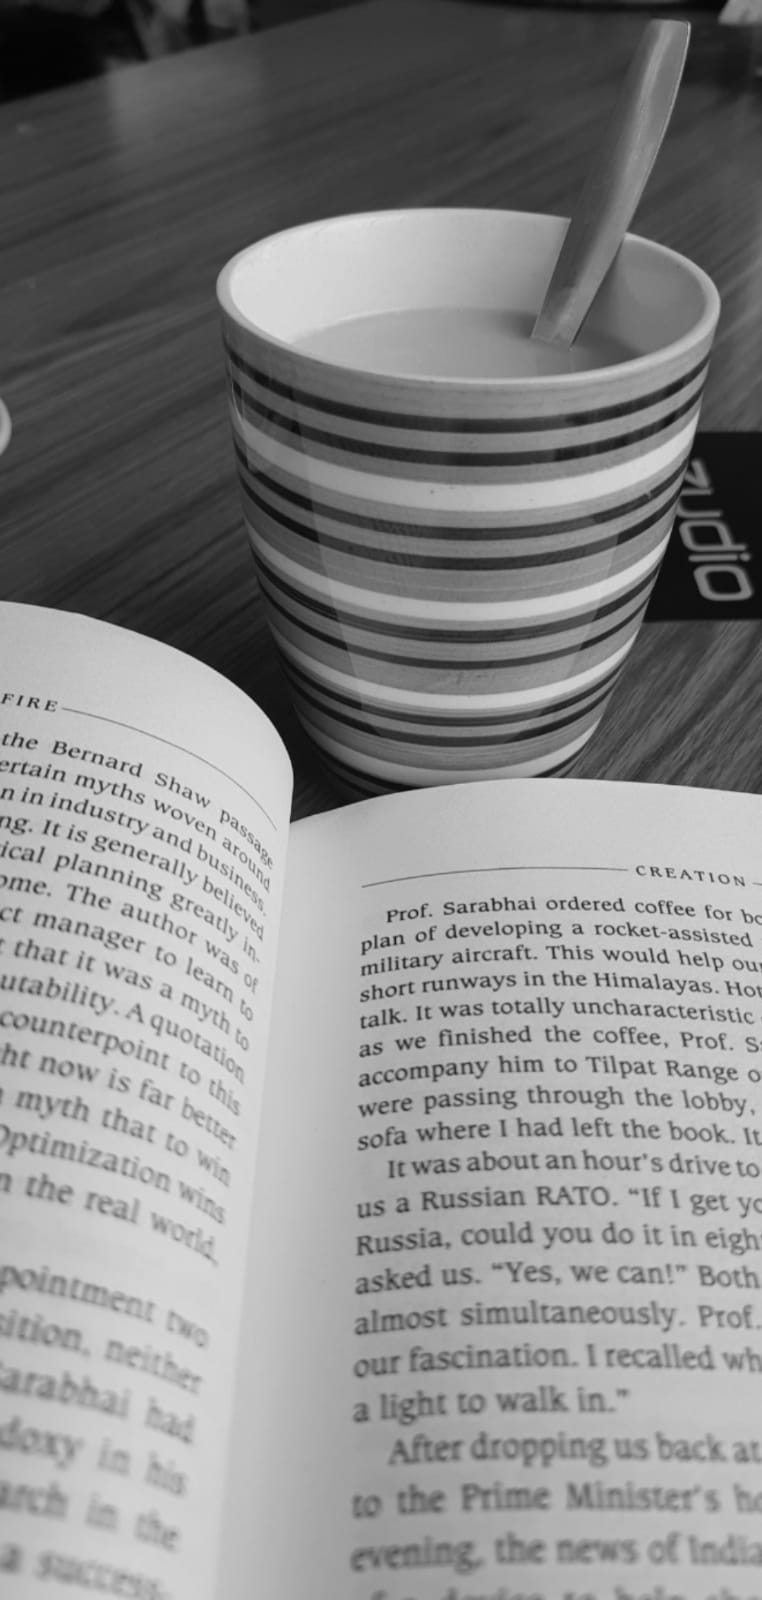 zudio
FIRE
the Bernard Shaw passage
ertain myths woven around
n in industry and business.
ng. It is generally believed
ical planning greatly in-
ome. The author was of
ct manager to learn to
t that it was a myth to
utability. A quotation
counterpoint to this
ht now is far better
myth that to win
Optimization wins
n the real world,
pointment two
sition, neither
Sarabhai had
doxy in his
arch in the
a success-
CREATION
Prof. Sarabhai ordered coffee for bo
plan of developing a rocket-assisted
military aircraft. This would help our
short runways in the Himalayas. Hot
talk. It was totally uncharacteristic
as we finished the coffee, Prof. S
accompany him to Tilpat Range o
were passing through the lobby,
sofa where I had left the book. It
It was about an hour's drive to
us a Russian RATO. “If I get yo
Russia, could you do it in eigh
asked us. “Yes, we can!” Both
almost simultaneously. Prof.
our fascination. I recalled wh
a light to walk in.”
After dropping us back at
to the Prime Minister's ho
evening, the news of India